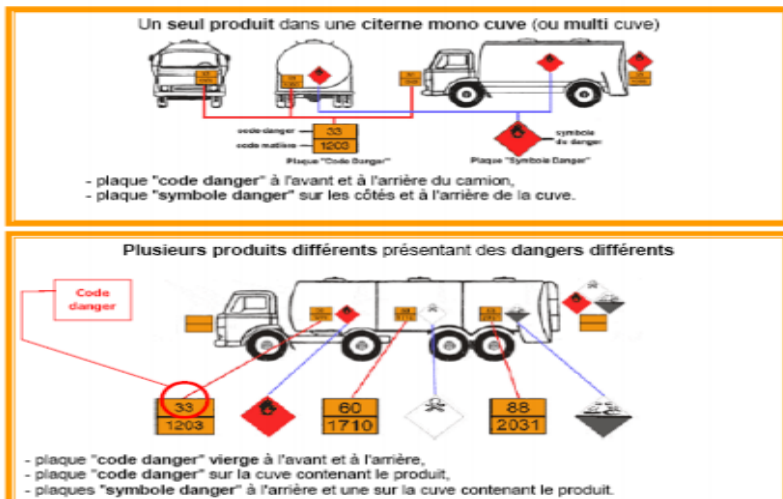 Un seul produit dans une citerne mono cuve (ou multi cuve)
code danger
33
symbole
du danger
code matière
1203
Plaque "Code Danger"
Plaque "Symbole Danger"
- plaque "code danger" à l'avant et à l'arrière du camion,
- plaque "symbole danger" sur les côtés et à l'arrière de la cuve.
Plusieurs produits différents présentant des dangers différents
Code
danger
33
1203
60
1710
88
2031
- plaque "code danger" vierge à l'avant et à l'arrière,
- plaque "code danger" sur la cuve contenant le produit,
- plaques "symbole danger" à l'arrière et une sur la cuve contenant le produit.